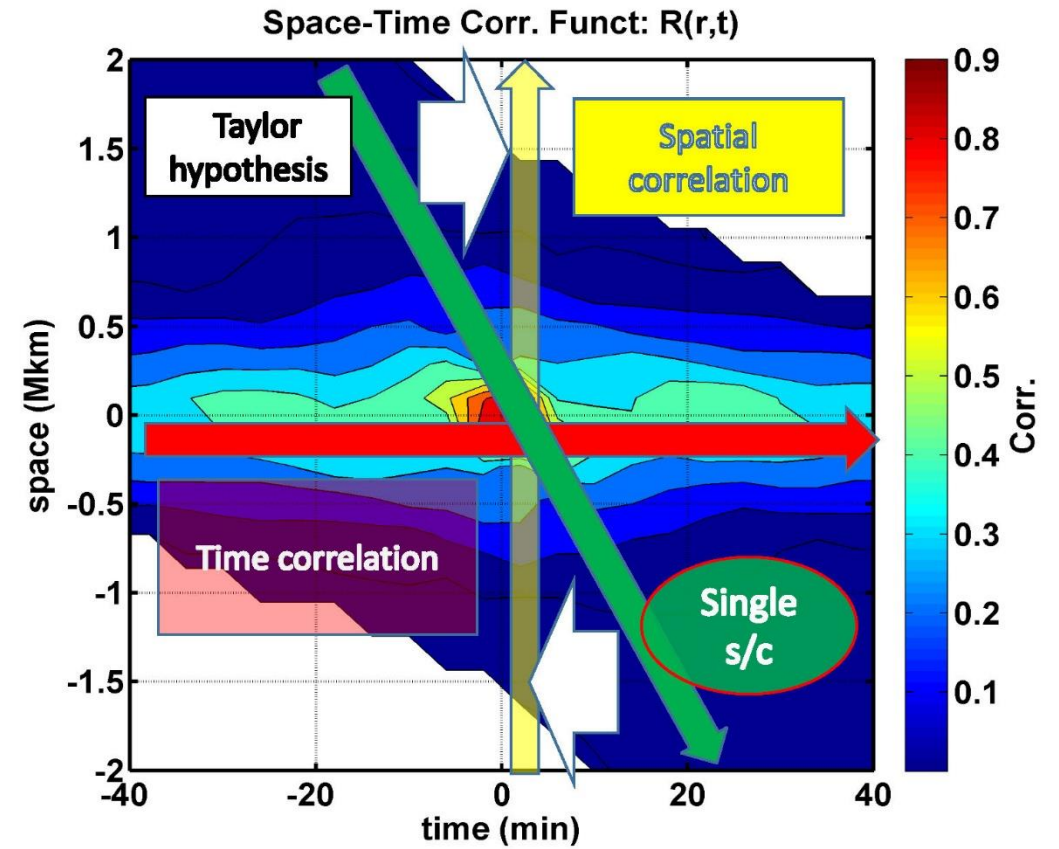 Space-Time Corr. Funct: R(r,t)
2
1.5
1
0.5
0
-0.5
-1
-1.5
-2
space (Mkm)
Taylor
hypothesis
Spatial
correlation
Time correlation
Single
s/c
-40
-20
0
20
40
time (min)
0.9
0.8
0.7
0.6
0.5
0.4
0.3
0.2
0.1
Corr.